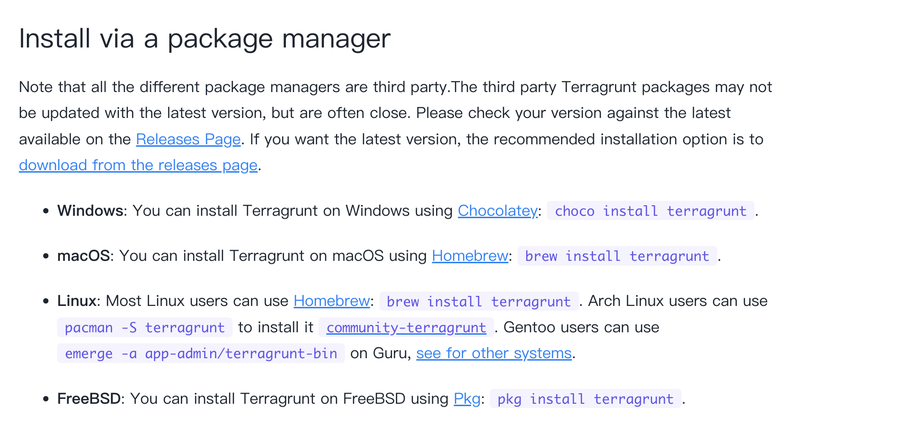 Install via a package manager
Note that all the different package managers are third party.The third party Terragrunt packages may not
be updated with the latest version, but are often close. Please check your version against the latest
available on the Releases Page. If you want the latest version, the recommended installation option is to
download from the releases page.
• Windows: You can install Terragrunt on Windows using Chocolatey: choco install terragrunt.
• macOS: You can install Terragrunt on macOS using Homebrew: brew install terragrunt.
• Linux: Most Linux users can use Homebrew: brew install terragrunt. Arch Linux users can use
pacman -S terragrunt to install it community-terragrunt. Gentoo users can use
emerge -a app-admin/terragrunt-bin on Guru, see for other systems.
• FreeBSD: You can install Terragrunt on FreeBSD using Pkg: pkg install terragrunt.